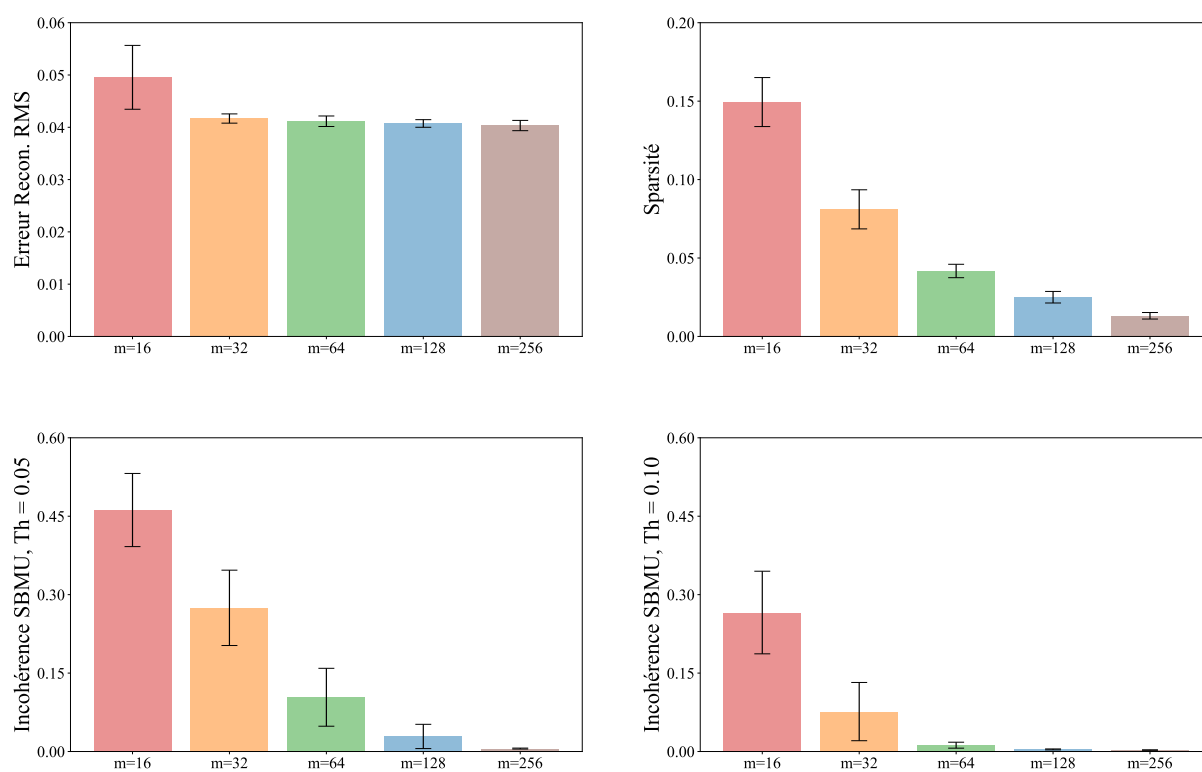 Erreur Recon. RMS
0.06
0.05
0.04
0.03
0.02
0.01
0.00
m=16 m=32 m=64 m=128 m=256
Sparsité
0.20
0.15
0.10
0.05
0.00
m=16 m=32 m=64 m=128 m=256
Incohérence SBMU, Th = 0.05
0.60
0.45
0.30
0.15
0.00
m=16 m=32 m=64 m=128 m=256
Incohérence SBMU, Th = 0.10
0.60
0.45
0.30
0.15
0.00
m=16 m=32 m=64 m=128 m=256